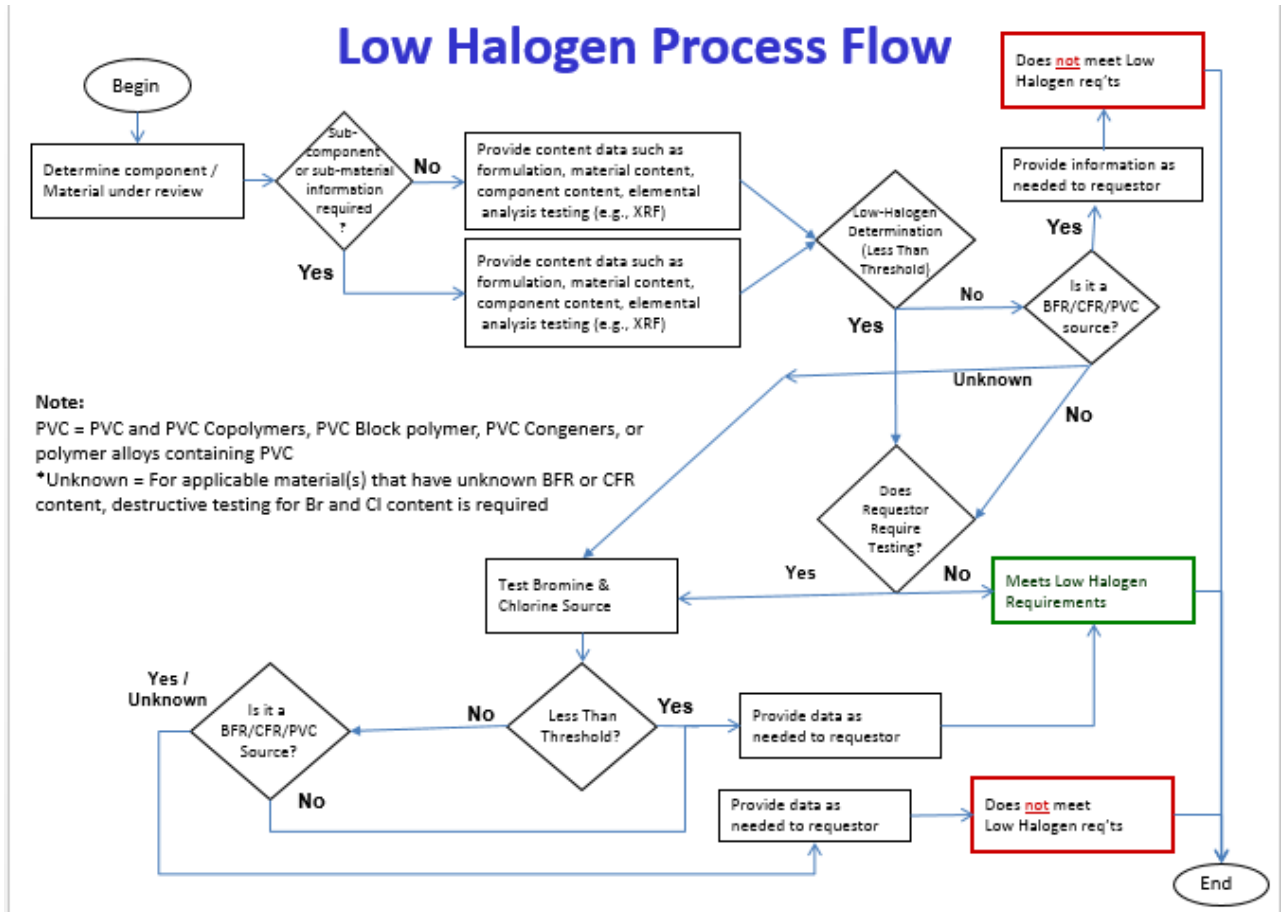 Low Halogen Process Flow
Begin
Determine component /
Material under review
Sub-
component
or sub-material
information
required
?
No
Yes
Provide content data such as
formulation, material content,
component content, elemental
analysis testing (e.g., XRF)
Provide content data such as
formulation, material content,
component content, elemental
analysis testing (e.g., XRF)
Low-Halogen
Determination
(Less Than
Threshold)
No
Yes
Does not meet Low
Halogen req'ts
Provide information as
needed to requestor
Yes
Is it a
BFR/CFR/PVC
source?
Unknown
No
Note:
PVC = PVC and PVC Copolymers, PVC Block polymer, PVC Congeners, or
polymer alloys containing PVC
*Unknown = For applicable material(s) that have unknown BFR or CFR
content, destructive testing for Br and Cl content is required
Does
Requestor
Require
Testing?
Yes
No
Test Bromine &
Chlorine Source
Meets Low Halogen
Requirements
Yes /
Unknown
Is it a
BFR/CFR/PVC
Source?
No
No
Less Than
Threshold?
Yes
Provide data as
needed to requestor
Provide data as
needed to requestor
Does not meet
Low Halogen req'ts
End